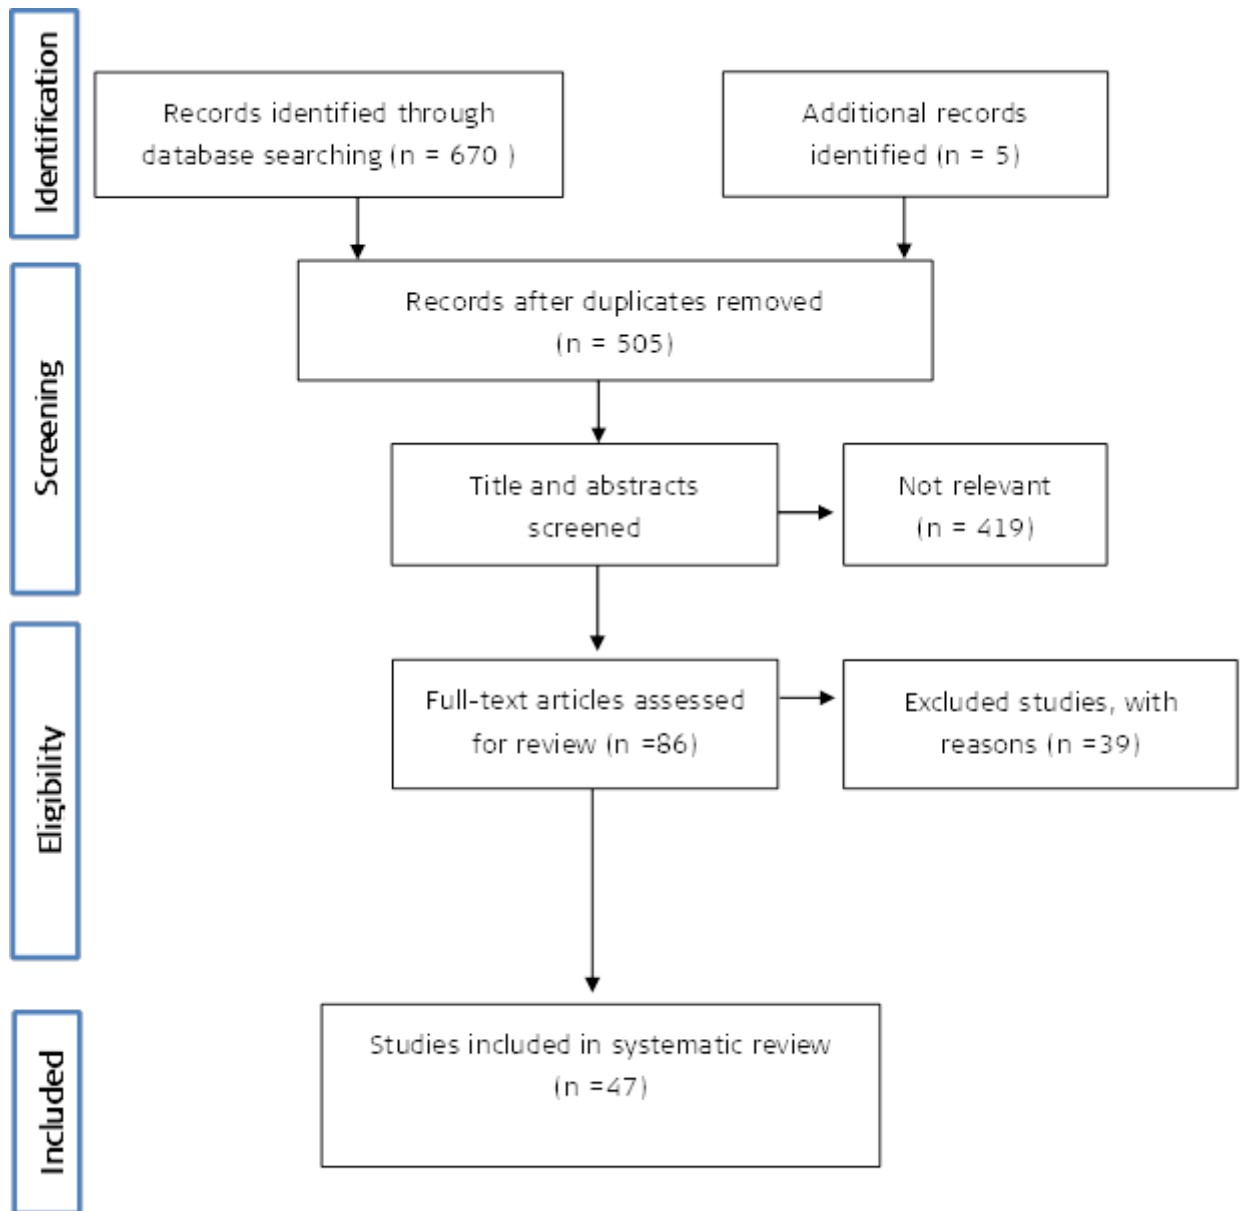 Identification
Records identified through
database searching (n = 670 )
Additional records
identified (n = 5)
Screening
Records after duplicates removed
(n = 505)
Title and abstracts
screened
Not relevant
(n = 419)
Eligibility
Full-text articles assessed
for review (n =86)
Excluded studies, with
reasons (n =39)
Included
Studies included in systematic review
(n =47)